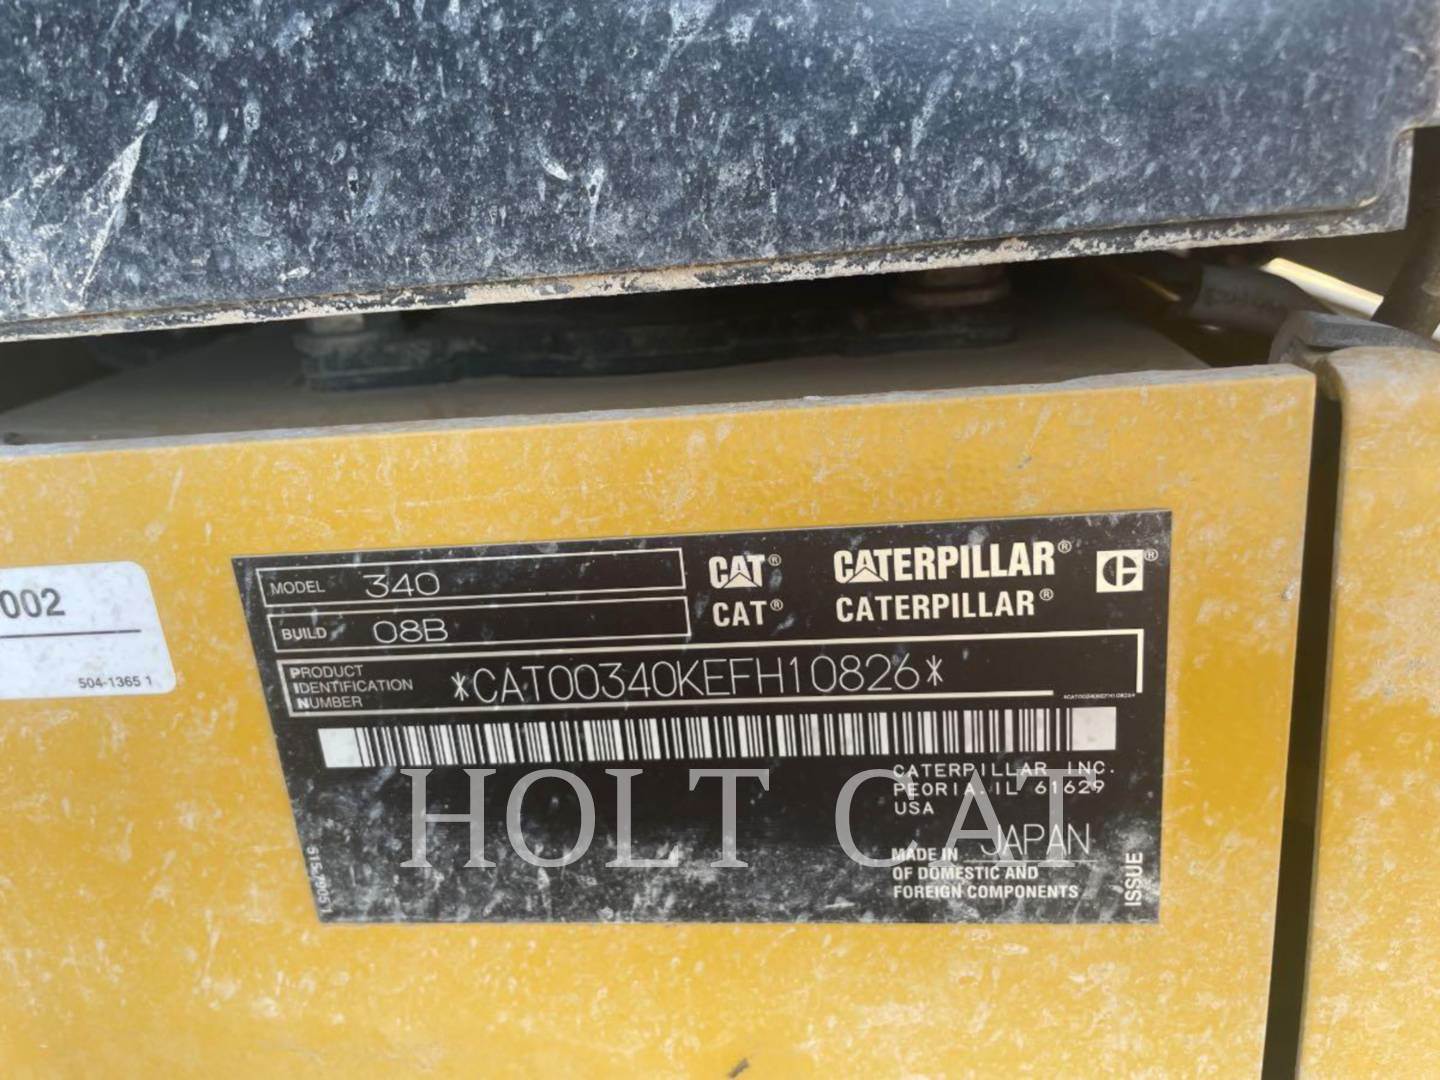 002
504-1365 1
MODEL 340
BUILD 08B
CAT® CATERPILLAR®
CAT® CATERPILLAR®
PRODUCT
IDENTIFICATION
NUMBER
*CAT00340KEFH10826*
CATERPILLAR INC.
PEORIA, IL 61629
USA
MADE IN JAPAN
OF DOMESTIC AND
FOREIGN COMPONENTS
ISSUE
HOLT CAT